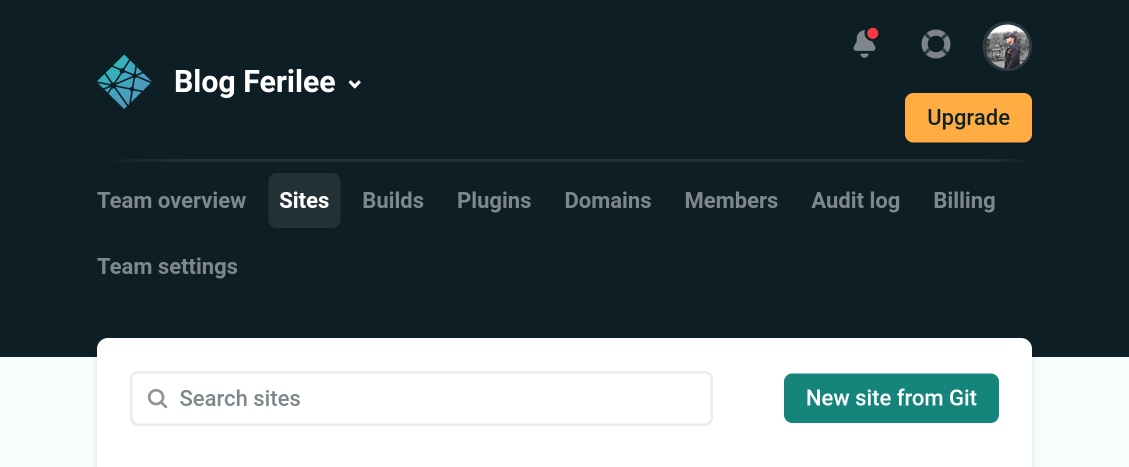 Blog Ferilee
Upgrade
Team overview Sites Builds Plugins Domains Members Audit log Billing
Team settings
Search sites New site from Git